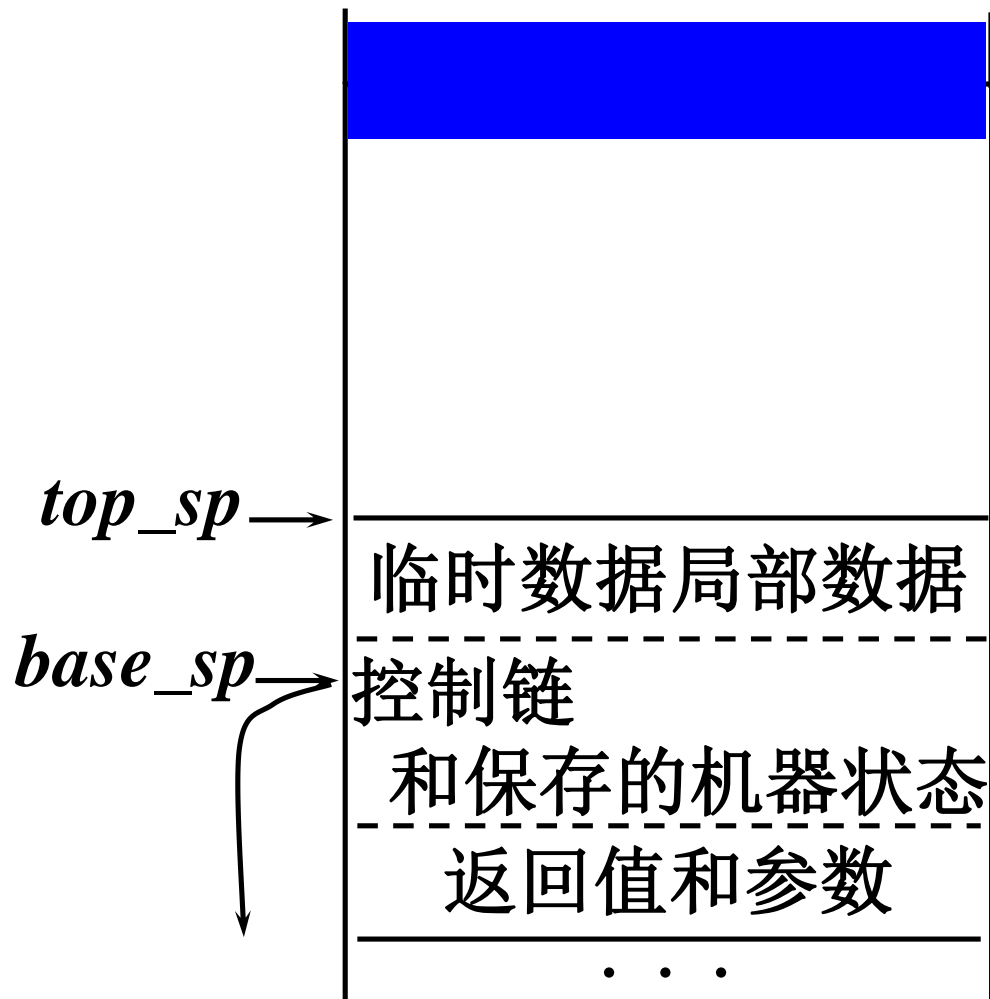 top_sp
临时数据局部数据
base_sp
控制链
和保存的机器状态
返回值和参数
. . .